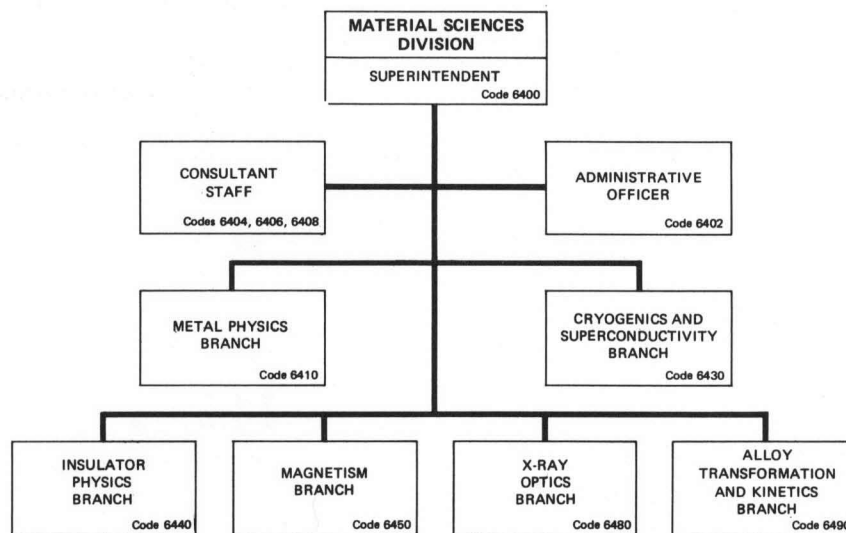 MATERIAL SCIENCES
DIVISION
SUPERINTENDENT
Code 6400
CONSULTANT
STAFF
Codes 6404, 6406, 6408
ADMINISTRATIVE
OFFICER
Code 6402
METAL PHYSICS
BRANCH
Code 6410
CRYOGENICS AND
SUPERCONDUCTIVITY
BRANCH
Code 6430
INSULATOR
PHYSICS
BRANCH
Code 6440
MAGNETISM
BRANCH
Code 6450
X-RAY
OPTICS
BRANCH
Code 6480
ALLOY
TRANSFORMATION
AND KINETICS
BRANCH
Code 6490